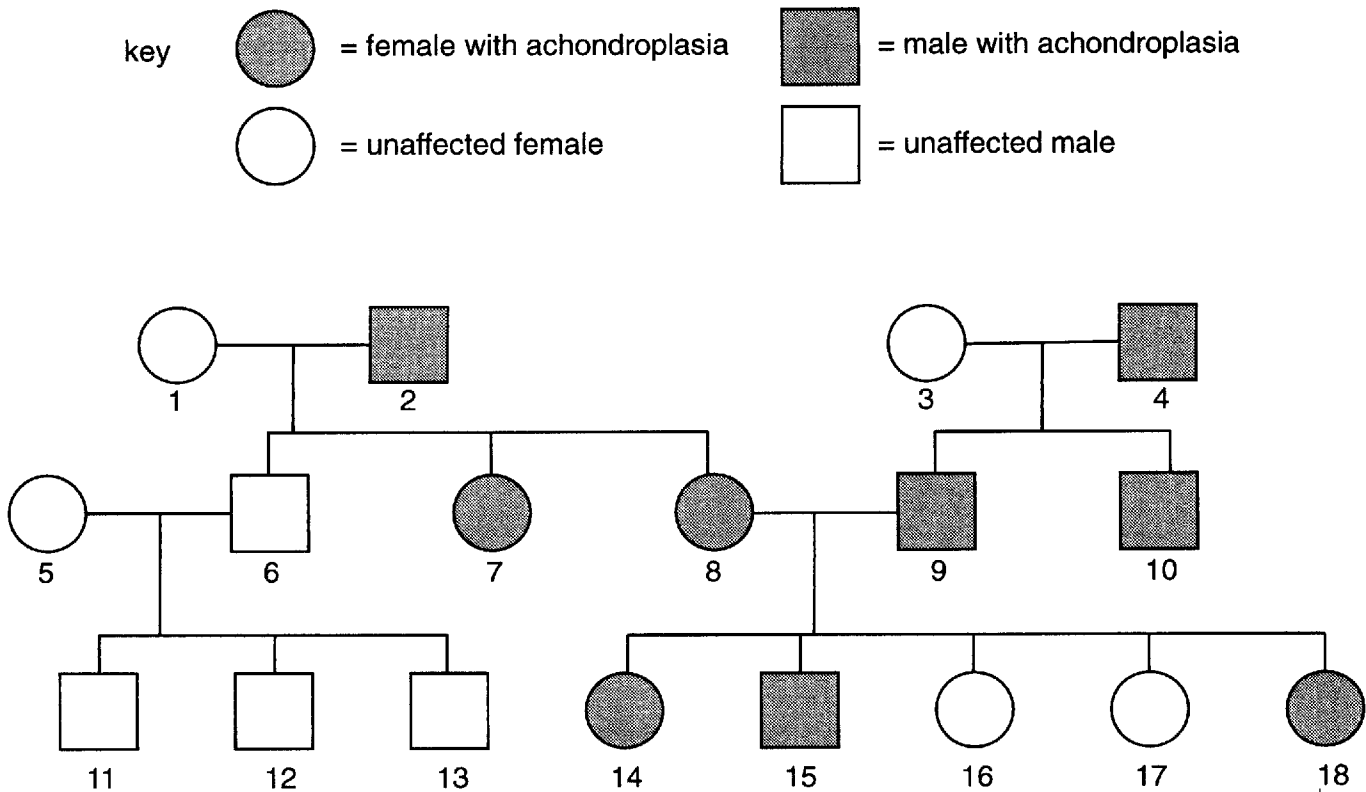 key = female with achondroplasia = male with achondroplasia
= unaffected female = unaffected male
1 2 3 4
5 6 7 8 9 10
11 12 13 14 15 16 17 18